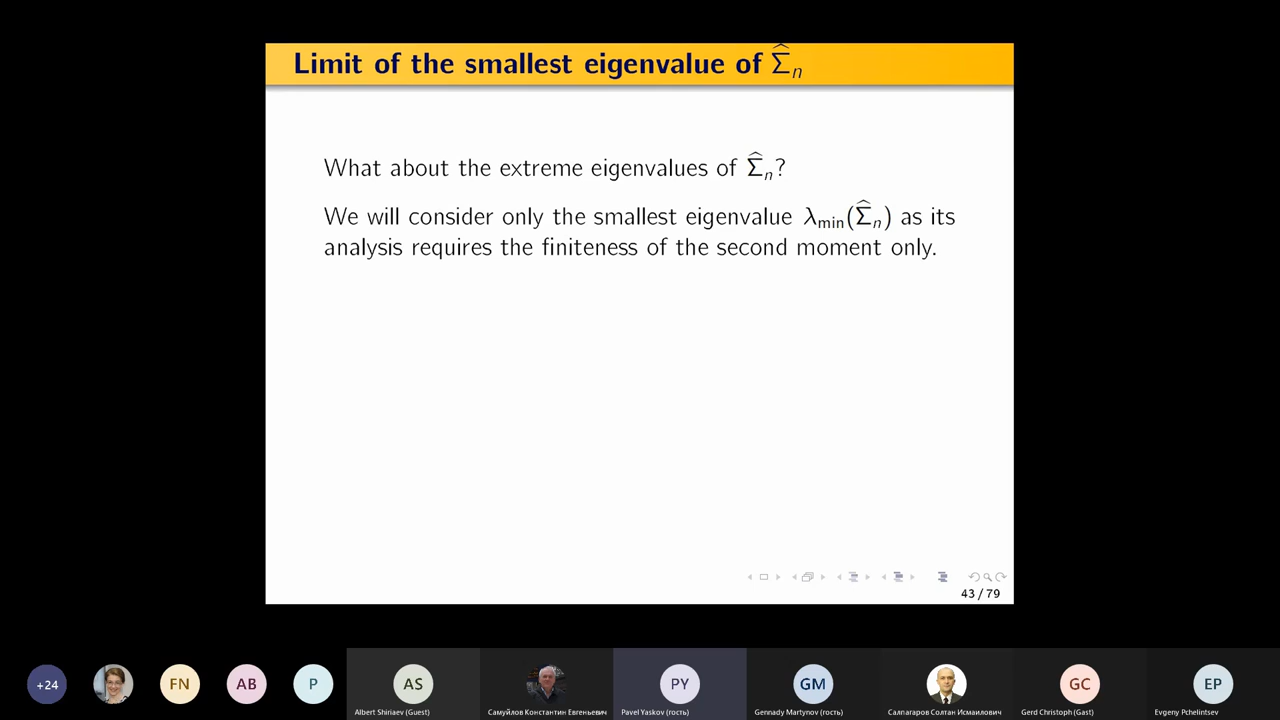 Limit of the smallest eigenvalue of Σ̂ₙ
What about the extreme eigenvalues of Σ̂ₙ?
We will consider only the smallest eigenvalue λmin(Σ̂ₙ) as its
analysis requires the finiteness of the second moment only.
43 / 79
+24
FN
AB
P
AS
PY
GM
GC
EP
Albert Shiriaev (Guest)
Самуйлов Константин Евгеньевич
Pavel Yaskov (гость)
Gennady Martynov (гость)
Салпагаров Солтан Исмаилович
Gerd Christoph (Gast)
Evgeny Pchelintsev